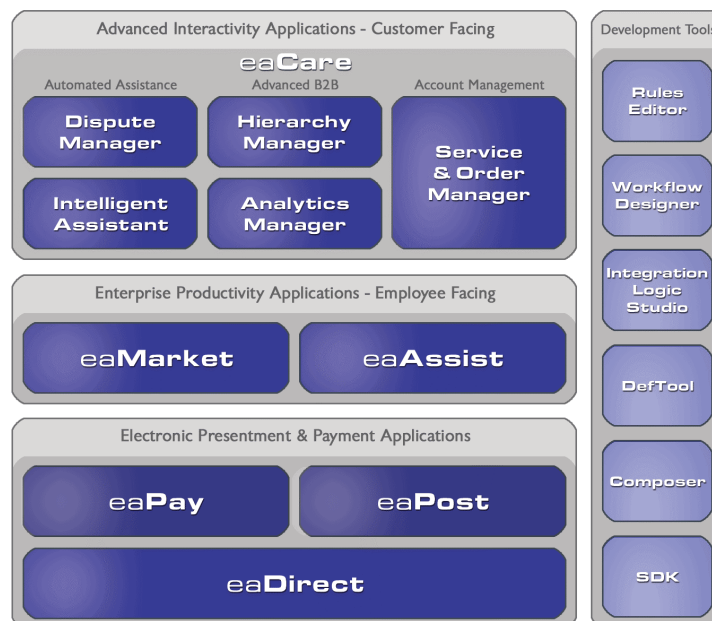 Advanced Interactivity Applications - Customer Facing
eaCare
Automated Assistance
Advanced B2B
Account Management
Dispute
Manager
Hierarchy
Manager
Service
& Order
Manager
Intelligent
Assistant
Analytics
Manager
Enterprise Productivity Applications - Employee Facing
eaMarket
eaAssist
Electronic Presentment & Payment Applications
eaPay
eaPost
eaDirect
Development Tools
Rules
Editor
Workflow
Designer
Integration
Logic
Studio
DefTool
Composer
SDK